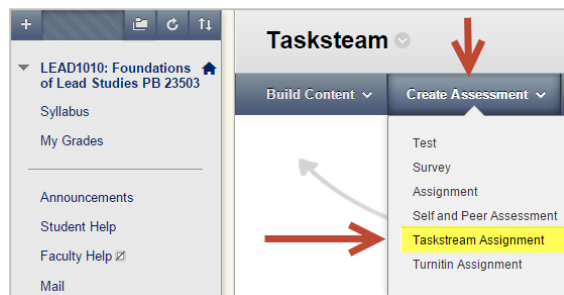 LEAD1010: Foundations
of Lead Studies PB 23503
Syllabus
My Grades
Announcements
Student Help
Faculty Help
Mail
Tasksteam
Build Content
Create Assessment
Test
Survey
Assignment
Self and Peer Assessment
Taskstream Assignment
Turnitin Assignment